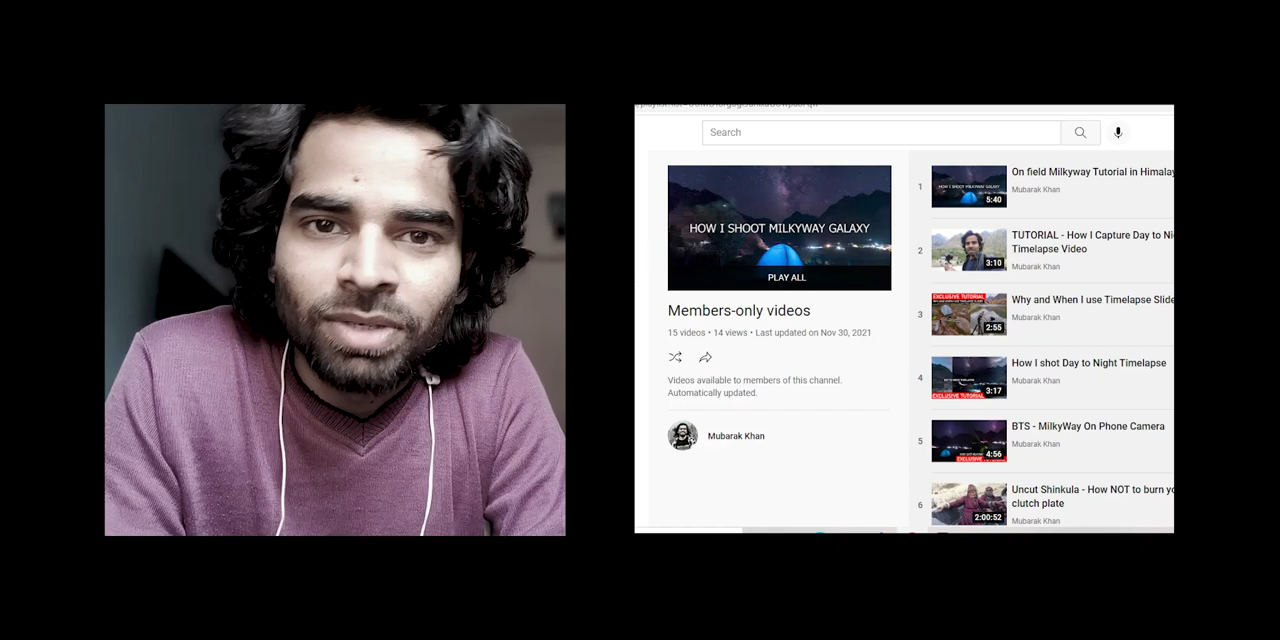 Search
HOW I SHOOT MILKYWAY GALAXY
PLAY ALL
Members-only videos
15 videos • 14 views • Last updated on Nov 30, 2021
Videos available to members of this channel.
Automatically updated.
Mubarak Khan
1
5:40
On field Milkyway Tutorial in Himalay
Mubarak Khan
2
3:10
TUTORIAL - How I Capture Day to Ni
Timelapse Video
Mubarak Khan
3
EXCLUSIVE TUTORIAL
2:55
Why and When I use Timelapse Slide
Mubarak Khan
4
EXCLUSIVE TUTORIAL
3:17
How I shot Day to Night Timelapse
Mubarak Khan
5
4:56
BTS - MilkyWay On Phone Camera
Mubarak Khan
6
2:00:52
Uncut Shinkula - How NOT to burn yo
clutch plate
Mubarak Khan